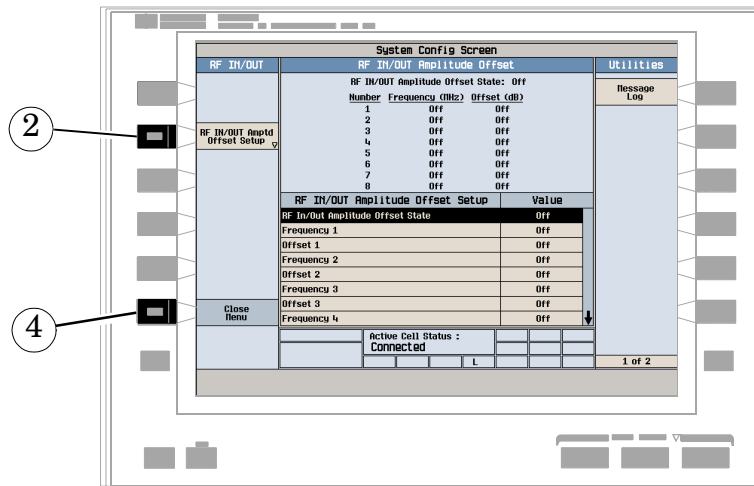 System Config Screen
RF IN/OUT
RF IN/OUT Amplitude Offset
Utilities
RF IN/OUT Amplitude Offset State: Off
Number Frequency (MHz) Offset (dB)
1 Off Off
2 Off Off
3 Off Off
4 Off Off
5 Off Off
6 Off Off
7 Off Off
8 Off Off
Message
Log
2
RF IN/OUT Amptd
Offset Setup
RF IN/OUT Amplitude Offset Setup Value
RF In/Out Amplitude Offset State Off
Frequency 1 Off
Offset 1 Off
Frequency 2 Off
Offset 2 Off
Frequency 3 Off
Offset 3 Off
Frequency 4 Off
4
Close
Menu
Active Cell Status :
Connected
L
1 of 2